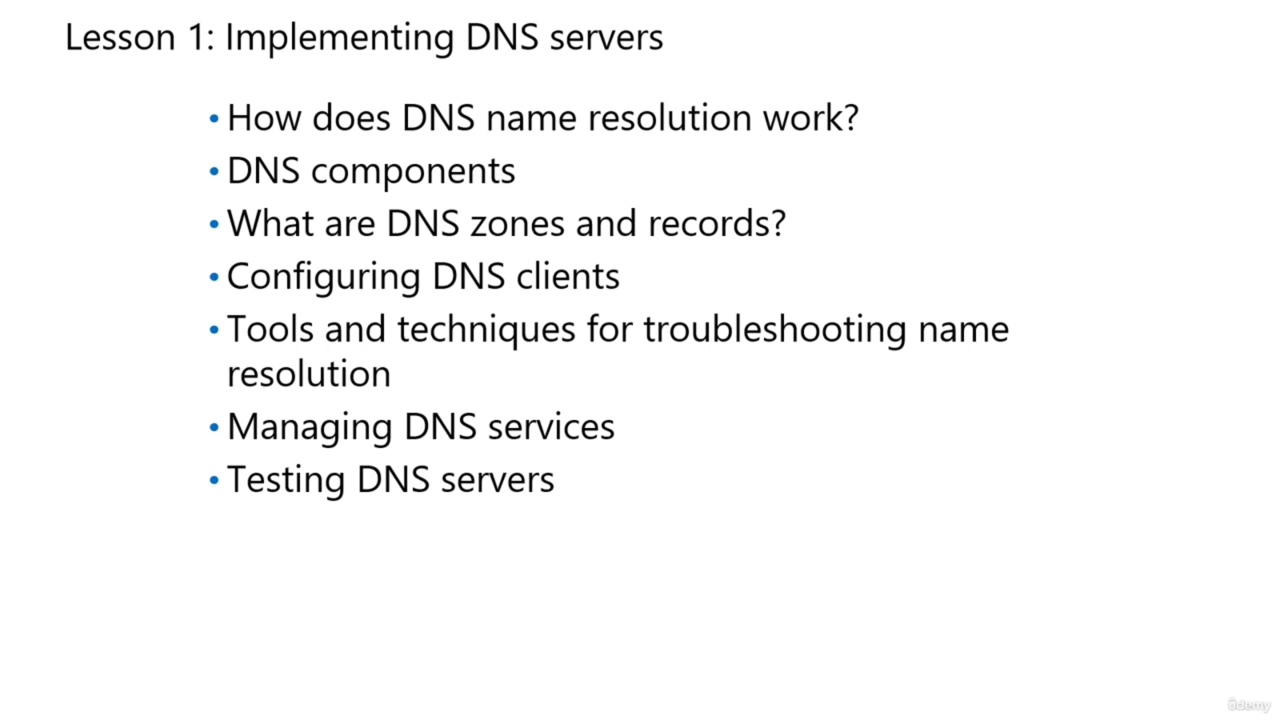 Lesson 1: Implementing DNS servers
• How does DNS name resolution work?
• DNS components
• What are DNS zones and records?
• Configuring DNS clients
• Tools and techniques for troubleshooting name
resolution
• Managing DNS services
• Testing DNS servers
ûdemy